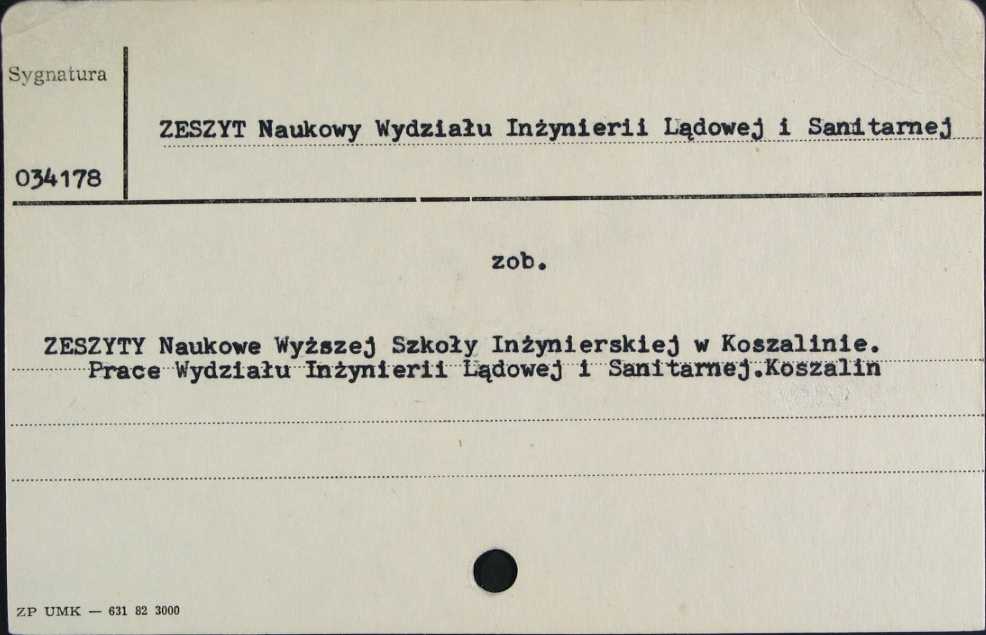 Sygnatura
ZESZYT Naukowy Wydziału Inżynierii Lądowej i Sanitarnej
034178
zob.
ZESZYTY Naukowe Wyższej Szkoły Inżynierskiej w Koszalinie.
Prace Wydziału Inżynierii Lądowej i Sanitarnej.Koszalin
ZP UMK — 631 82 3000